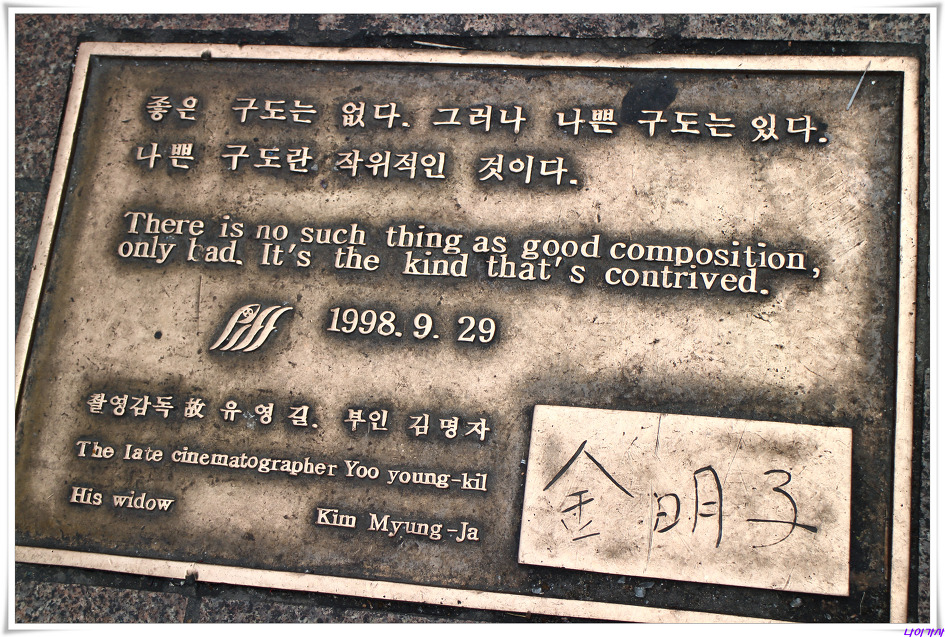 좋은 구도는 없다. 그러나 나쁜 구도는 있다.
나쁜 구도란 작위적인 것이다.
There is no such thing as good composition,
only bad. It's the kind that's contrived.
Piff 1998. 9. 29
촬영감독 故 유영길. 부인 김명자
The late cinematographer Yoo young-kil
His widow Kim Myung-Ja
金明子